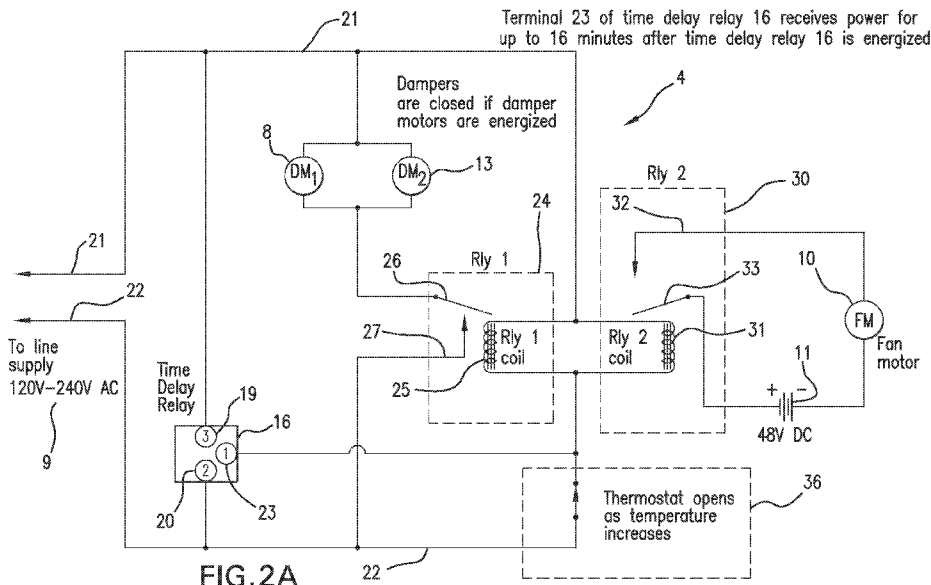 21
Terminal 23 of time delay relay 16 receives power for
up to 16 minutes after time delay relay 16 is energized
4
Dampers
are closed if damper
motors are energized
8
DM1
DM2
13
Rly 2
30
24
32
21
Rly 1
26
33
10
22
FM
Fan
motor
27
Rly 1
coil
Rly 2
coil
31
To line
supply
120V-240V AC
Time
Delay
Relay
25
11
+ -
48V DC
19
16
9
3
1
2
20
23
36
Thermostat opens
as temperature
increases
22
FIG.2A